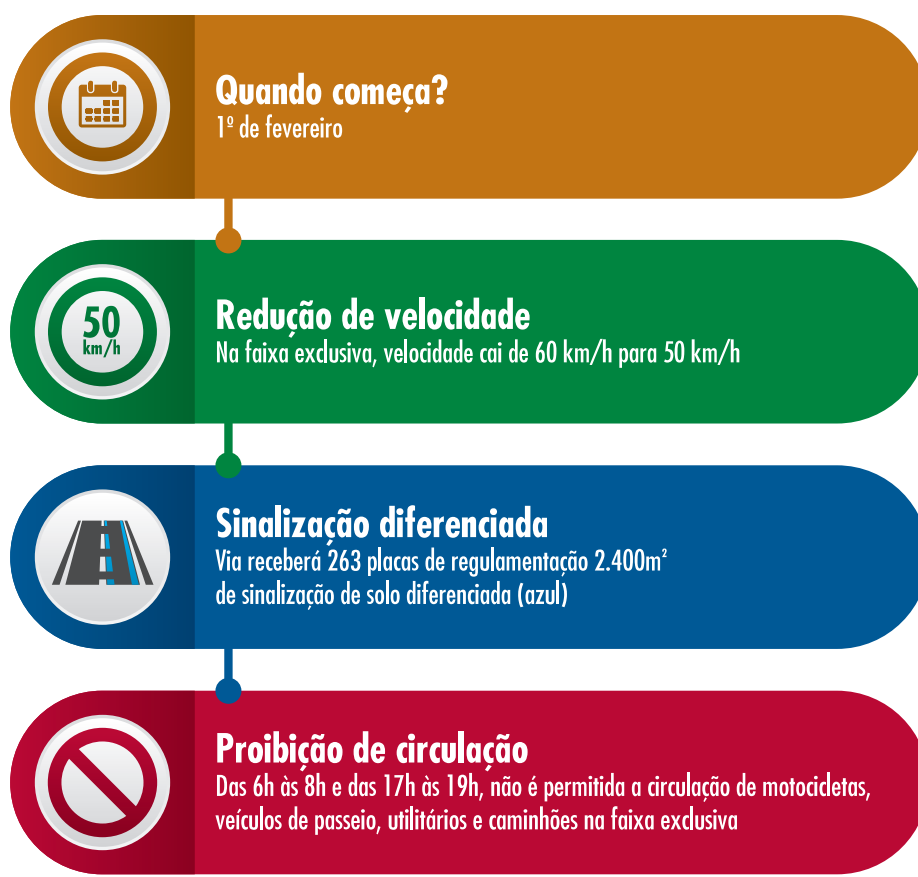 Quando começa?
1º de fevereiro
50
km/h
Redução de velocidade
Na faixa exclusiva, velocidade cai de 60 km/h para 50 km/h
Sinalização diferenciada
Via receberá 263 placas de regulamentação 2.400m²
de sinalização de solo diferenciada (azul)
Proibição de circulação
Das 6h às 8h e das 17h às 19h, não é permitida a circulação de motocicletas,
veículos de passeio, utilitários e caminhões na faixa exclusiva